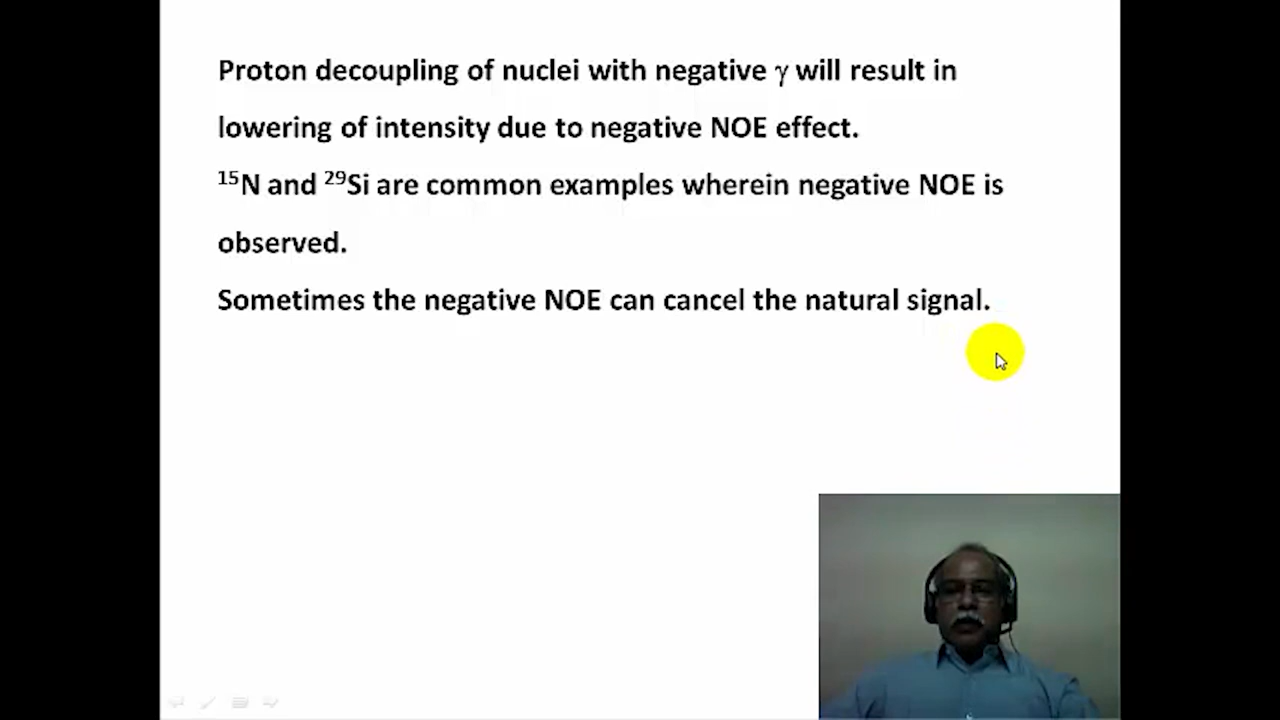 Proton decoupling of nuclei with negative γ will result in
lowering of intensity due to negative NOE effect.
¹⁵N and ²⁹Si are common examples wherein negative NOE is
observed.
Sometimes the negative NOE can cancel the natural signal.